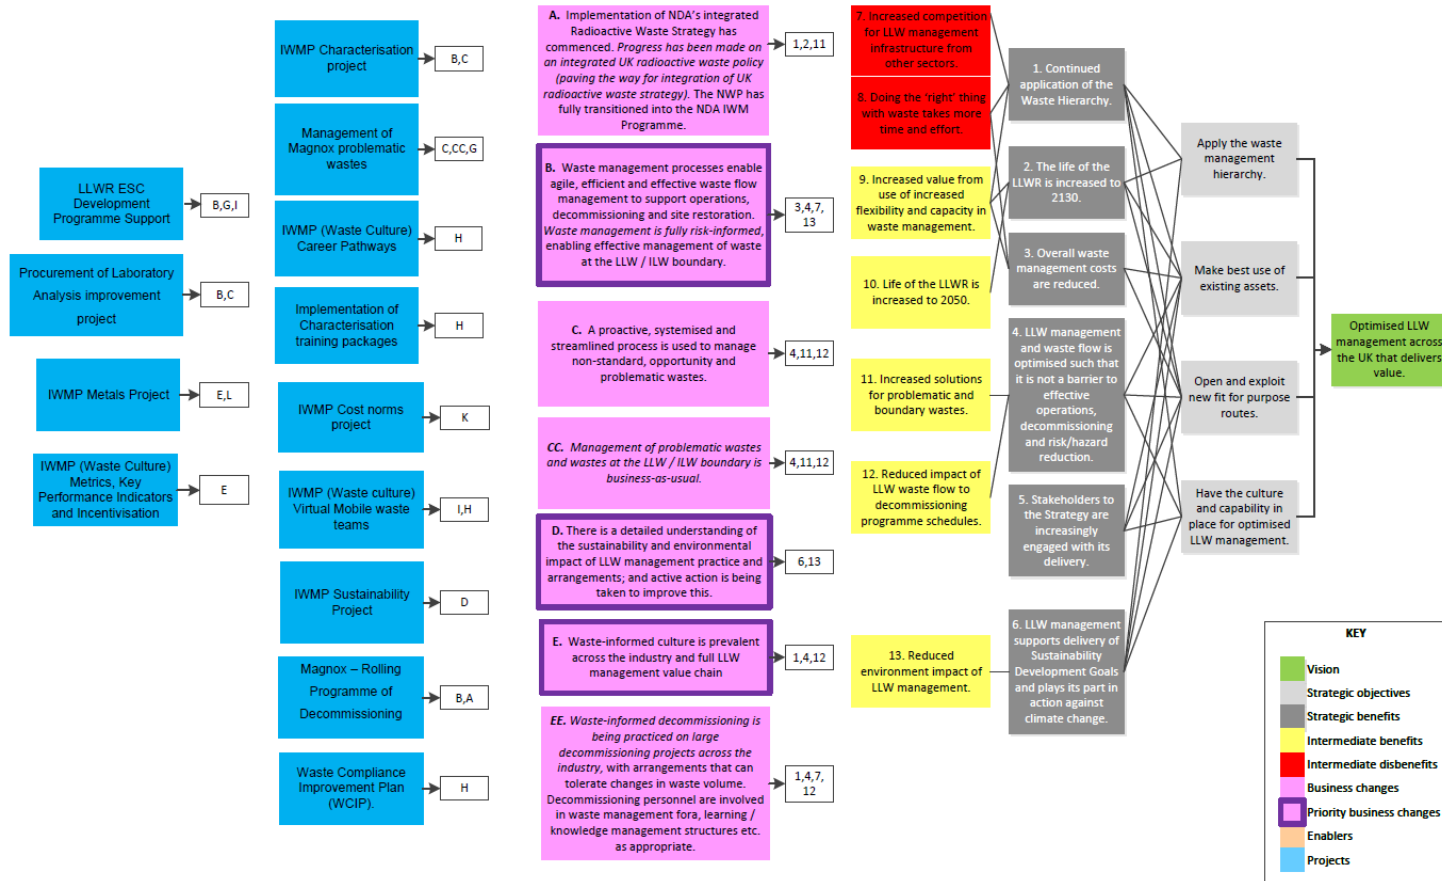 LLWR ESC
Development
Programme Support
B,G,I
Procurement of Laboratory
Analysis improvement
project
B,C
IWMP Metals Project
E,L
IWMP (Waste Culture)
Metrics, Key
Performance Indicators
and Incentivisation
E
IWMP Characterisation
project
B,C
Management of
Magnox problematic
wastes
C,CC,G
IWMP (Waste Culture)
Career Pathways
H
Implementation of
Characterisation
training packages
H
IWMP Cost norms
project
K
IWMP (Waste culture)
Virtual Mobile waste
teams
I,H
IWMP Sustainability
Project
D
Magnox – Rolling
Programme of
Decommissioning
B,A
Waste Compliance
Improvement Plan
(WCIP).
H
A. Implementation of NDA's integrated
Radioactive Waste Strategy has
commenced. Progress has been made on
an integrated UK radioactive waste policy
(paving the way for integration of UK
radioactive waste strategy). The NWP has
fully transitioned into the NDA IWM
Programme.
1,2,11
B. Waste management processes enable
agile, efficient and effective waste flow
management to support operations,
decommissioning and site restoration.
Waste management is fully risk-informed,
enabling effective management of waste
at the LLW / ILW boundary.
3,4,7,
13
C. A proactive, systemised and
streamlined process is used to manage
non-standard, opportunity and
problematic wastes.
4,11,12
CC. Management of problematic wastes
and wastes at the LLW / ILW boundary is
business-as-usual.
4,11,12
D. There is a detailed understanding of
the sustainability and environmental
impact of LLW management practice and
arrangements; and active action is being
taken to improve this.
6,13
E. Waste-informed culture is prevalent
across the industry and full LLW
management value chain
1,4,12
EE. Waste-informed decommissioning is
being practiced on large
decommissioning projects across the
industry, with arrangements that can
tolerate changes in waste volume.
Decommissioning personnel are involved
in waste management fora, learning /
knowledge management structures etc.
as appropriate.
1,4,7,
12
7. Increased competition
for LLW management
infrastructure from
other sectors.
8. Doing the 'right' thing
with waste takes more
time and effort.
9. Increased value from
use of increased
flexibility and capacity in
waste management.
10. Life of the LLWR is
increased to 2050.
11. Increased solutions
for problematic and
boundary wastes.
12. Reduced impact of
LLW waste flow to
decommissioning
programme schedules.
13. Reduced
environment impact of
LLW management.
1. Continued
application of the
Waste Hierarchy.
2. The life of the
LLWR is increased to
2130.
3. Overall waste
management costs
are reduced.
4. LLW management
and waste flow is
optimised such that
it is not a barrier to
effective
operations,
decommissioning
and risk/hazard
reduction.
5. Stakeholders to
the Strategy are
increasingly
engaged with its
delivery.
6. LLW management
supports delivery of
Sustainability
Development Goals
and plays its part in
action against
climate change.
Apply the waste
management
hierarchy.
Make best use of
existing assets.
Open and exploit
new fit for purpose
routes.
Have the culture
and capability in
place for optimised
LLW management.
Optimised LLW
management across
the UK that delivers
value.
KEY
Vision
Strategic objectives
Strategic benefits
Intermediate benefits
Intermediate disbenefits
Business changes
Priority business changes
Enablers
Projects